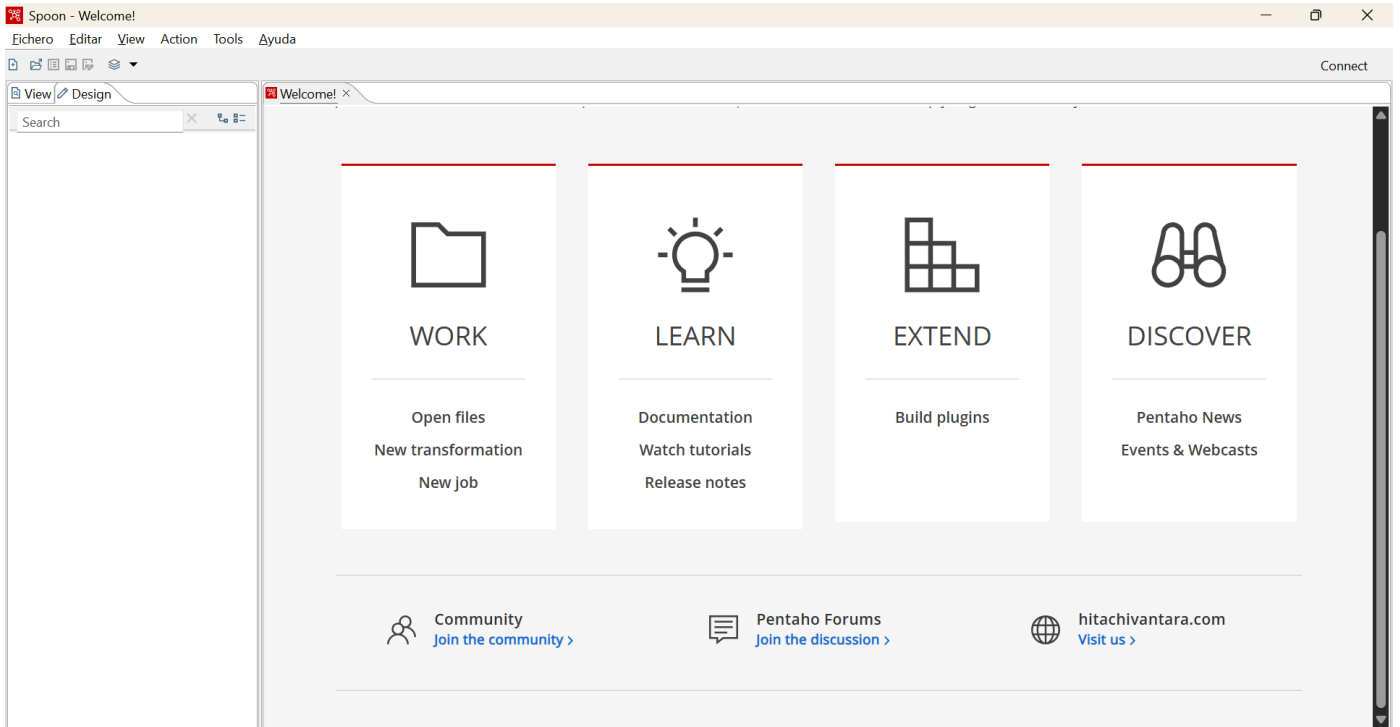 Spoon - Welcome!
Fichero Editar View Action Tools Ayuda
Connect
View Design
Welcome!
Search
WORK
Open files
New transformation
New job
LEARN
Documentation
Watch tutorials
Release notes
EXTEND
Build plugins
DISCOVER
Pentaho News
Events & Webcasts
Community
Join the community >
Pentaho Forums
Join the discussion >
hitachivantara.com
Visit us >